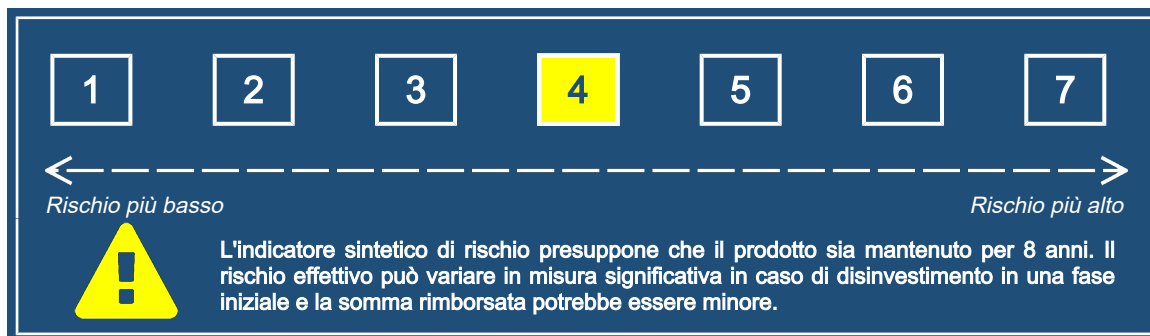 1 2 3 4 5 6 7
Rischio più basso Rischio più alto
L'indicatore sintetico di rischio presuppone che il prodotto sia mantenuto per 8 anni. Il
rischio effettivo può variare in misura significativa in caso di disinvestimento in una fase
iniziale e la somma rimborsata potrebbe essere minore.